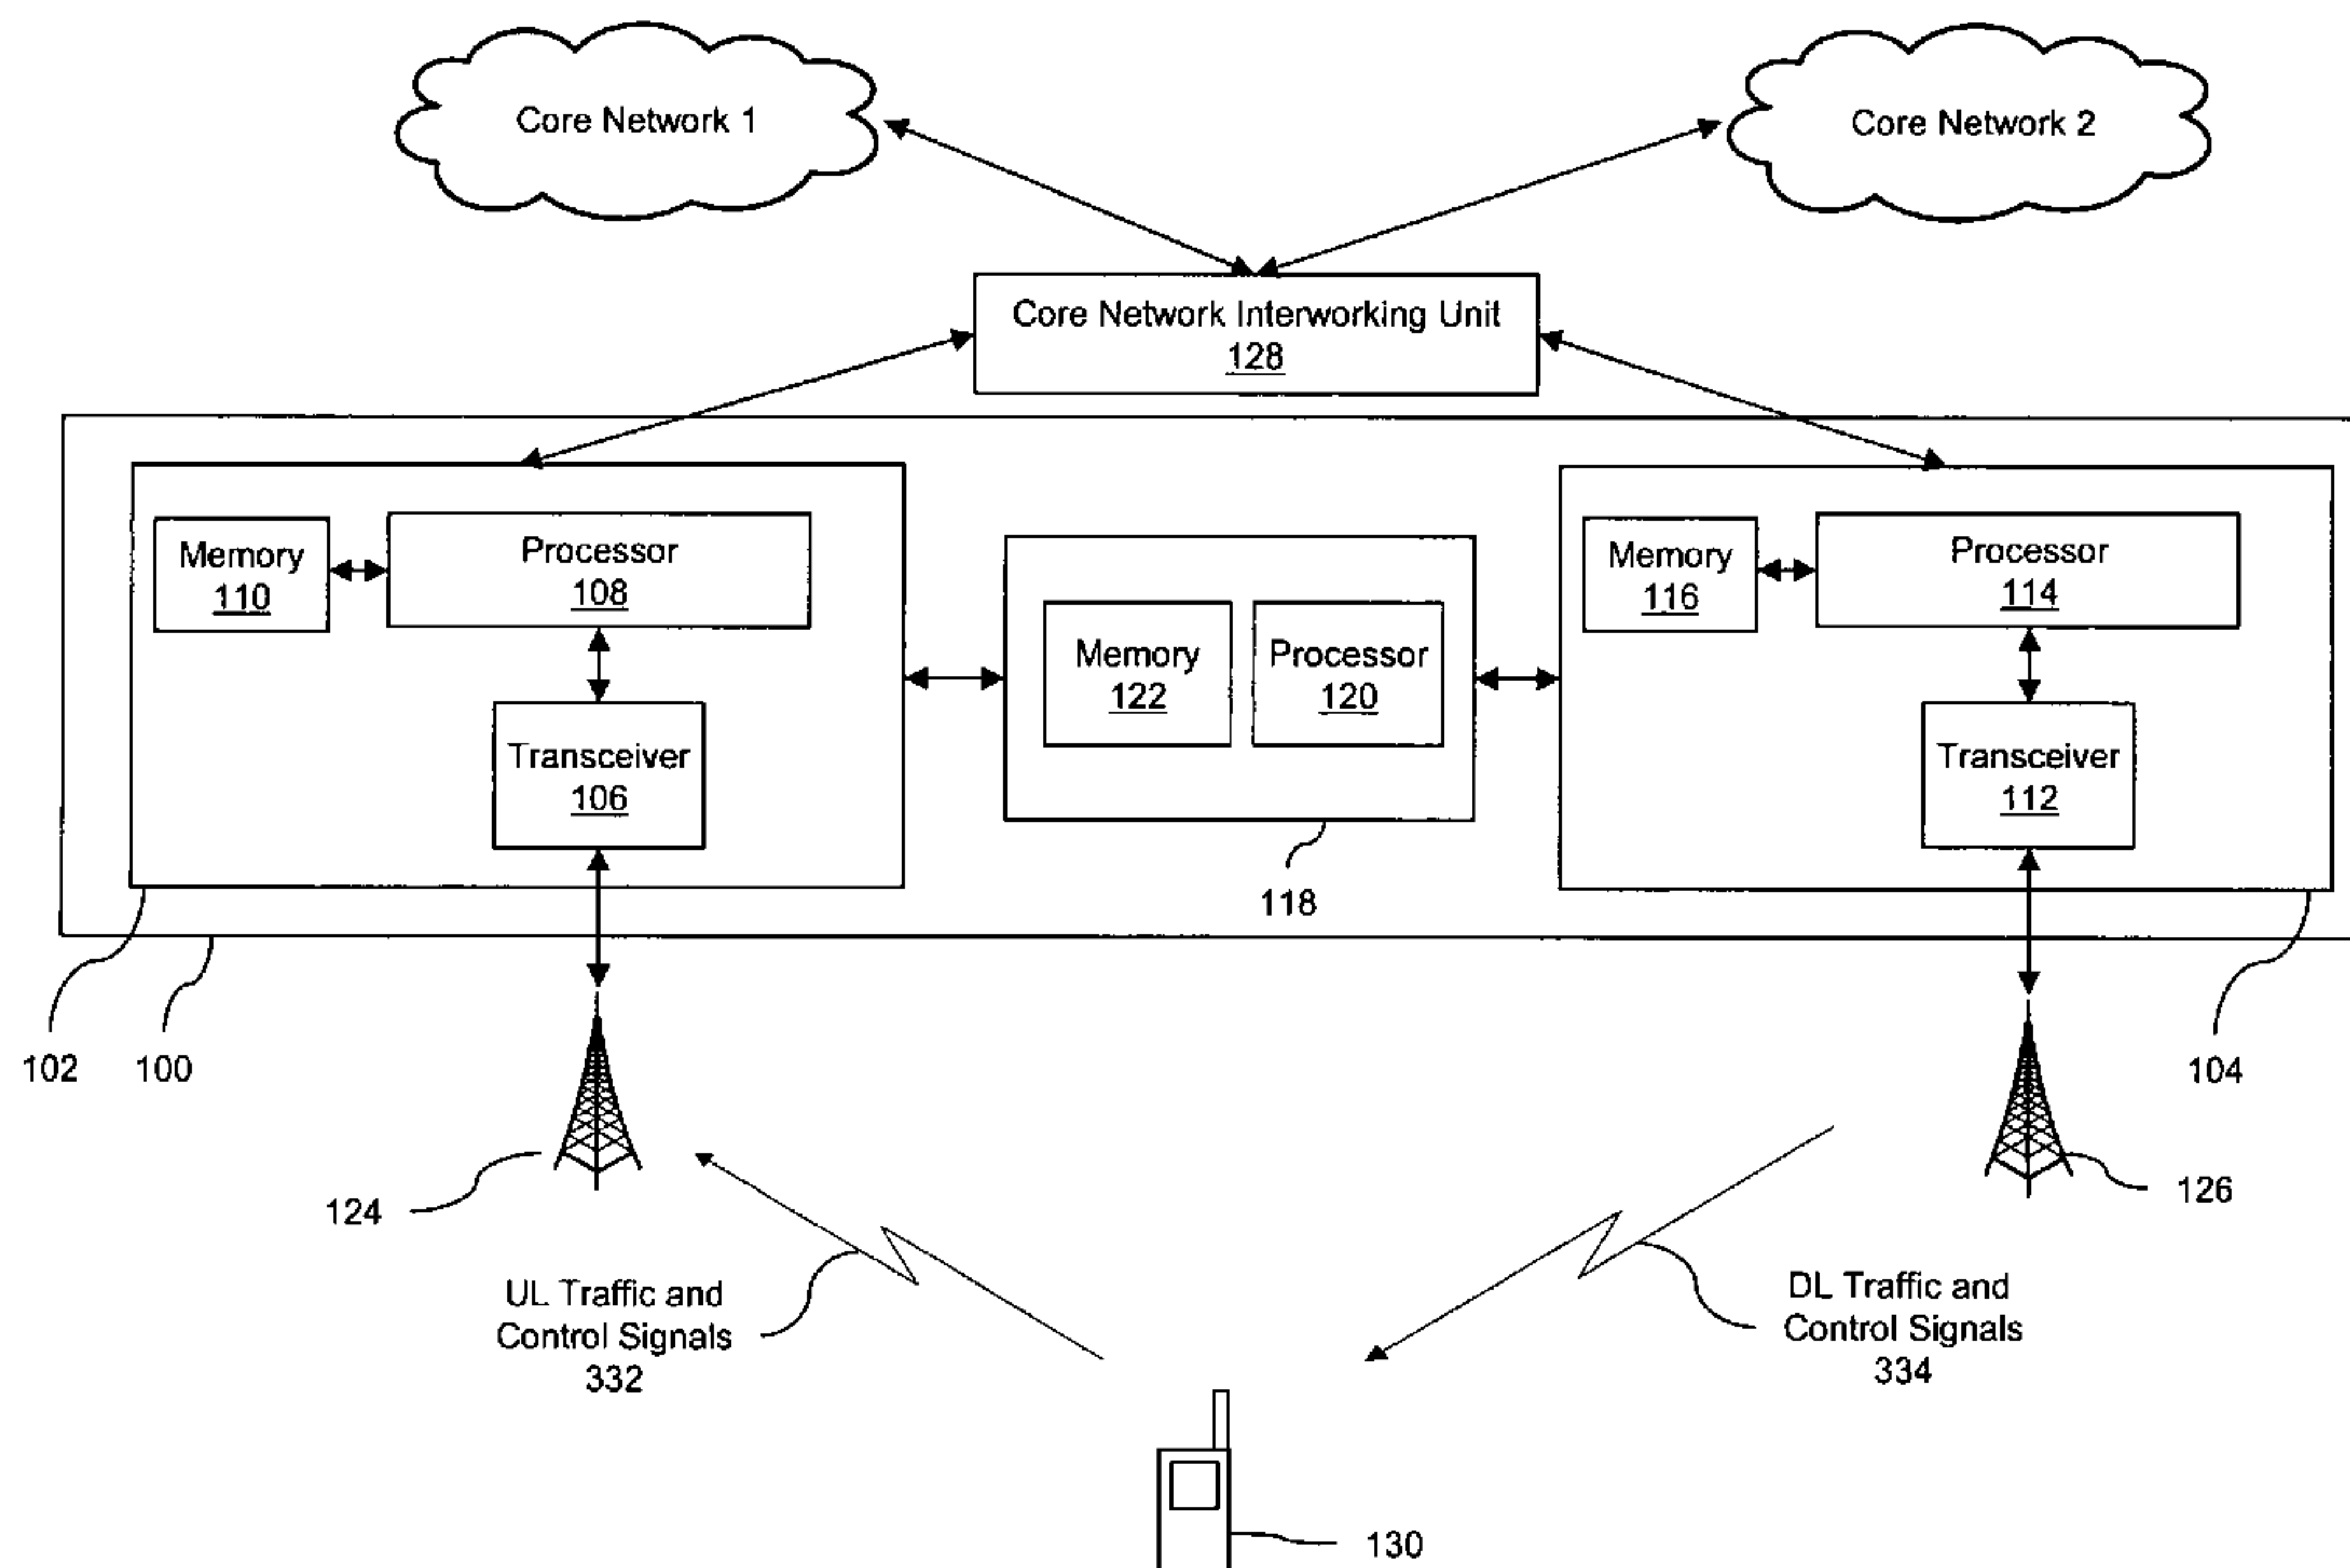 Core Network 1
Core Network 2
Core Network Interworking Unit
128
Memory
110
Processor
108
Transceiver
106
Memory
122
Processor
120
Memory
116
Processor
114
Transceiver
112
118
102
100
104
124
126
UL Traffic and
Control Signals
332
DL Traffic and
Control Signals
334
130